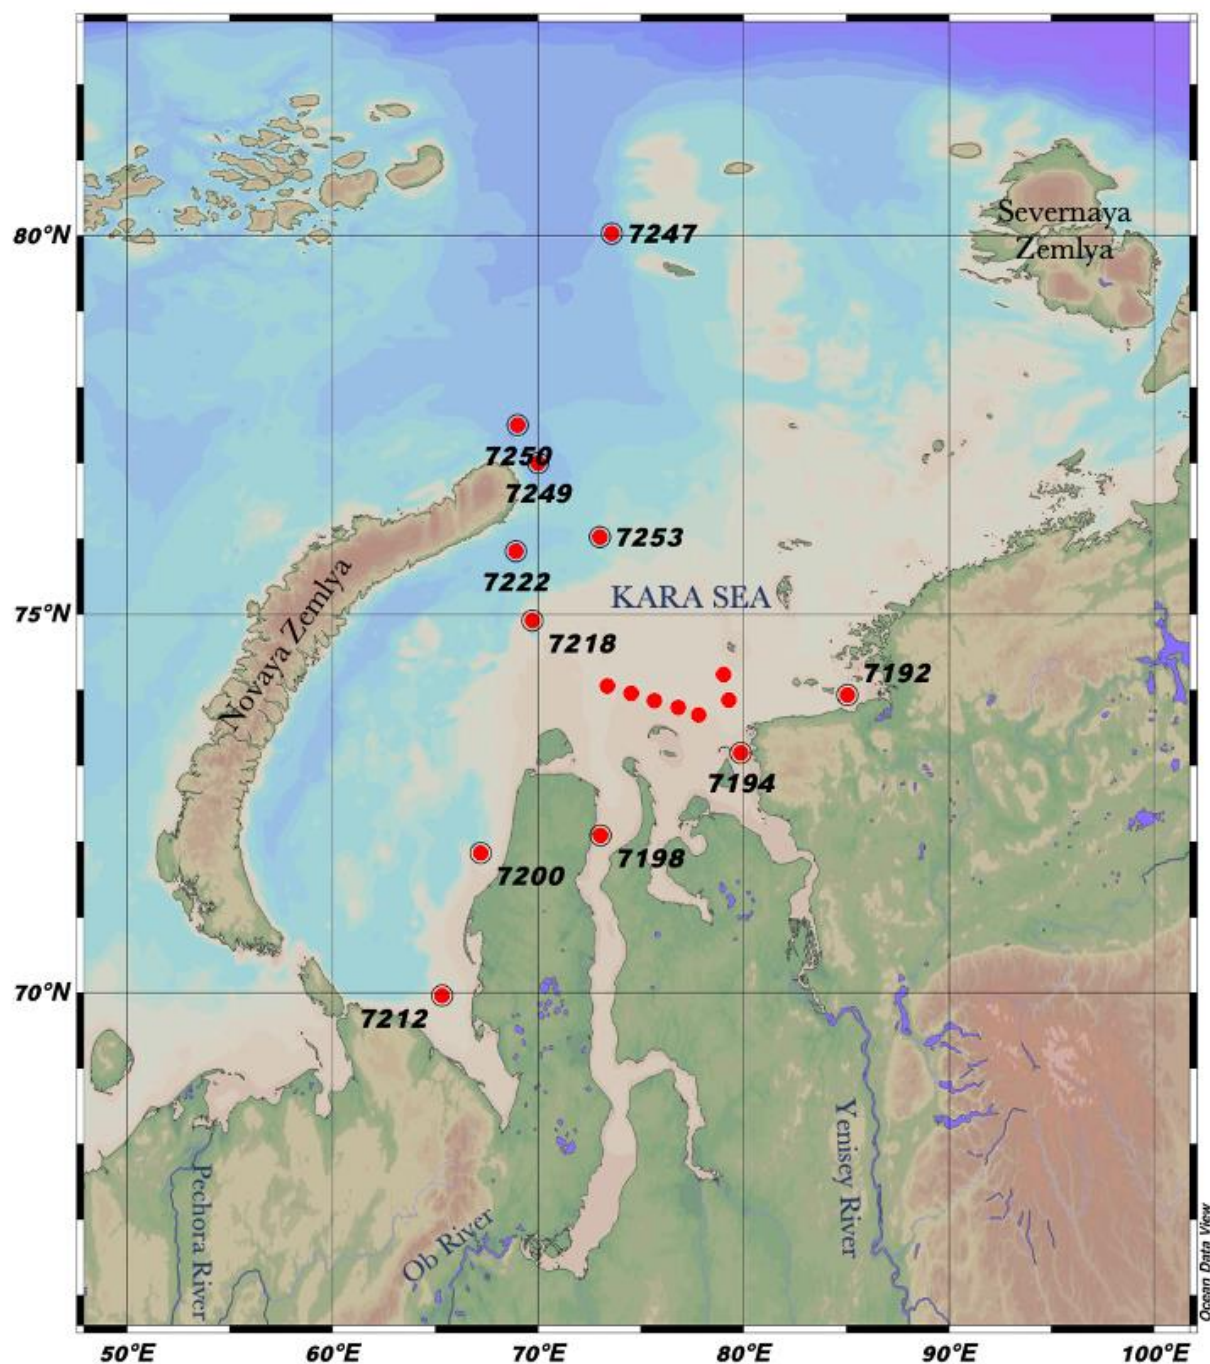 Severnaya
Zemlya
80°N
7247
7250
7249
7253
7222
Novaya Zemlya
KARA SEA
75°N
7218
7192
7194
7198
7200
70°N
7212
Pechora River
Ob River
Yenisey River
Ocean Data View
50°E
60°E
70°E
80°E
90°E
100°E